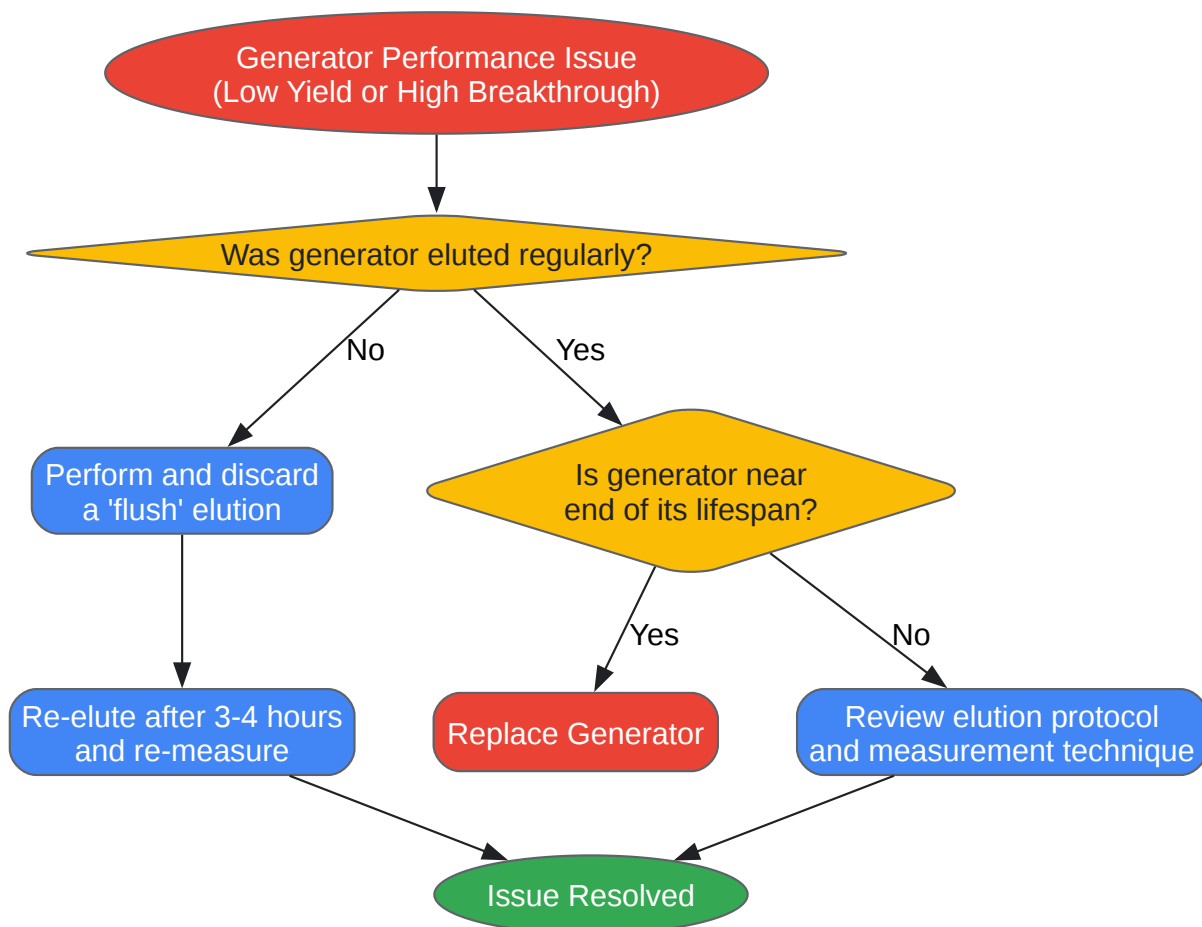 Generator Performance Issue
(Low Yield or High Breakthrough)
Was generator eluted regularly?
No
Yes
Perform and discard
a 'flush' elution
Is generator near
end of its lifespan?
Yes
No
Re-elute after 3-4 hours
and re-measure
Replace Generator
Review elution protocol
and measurement technique
Issue Resolved